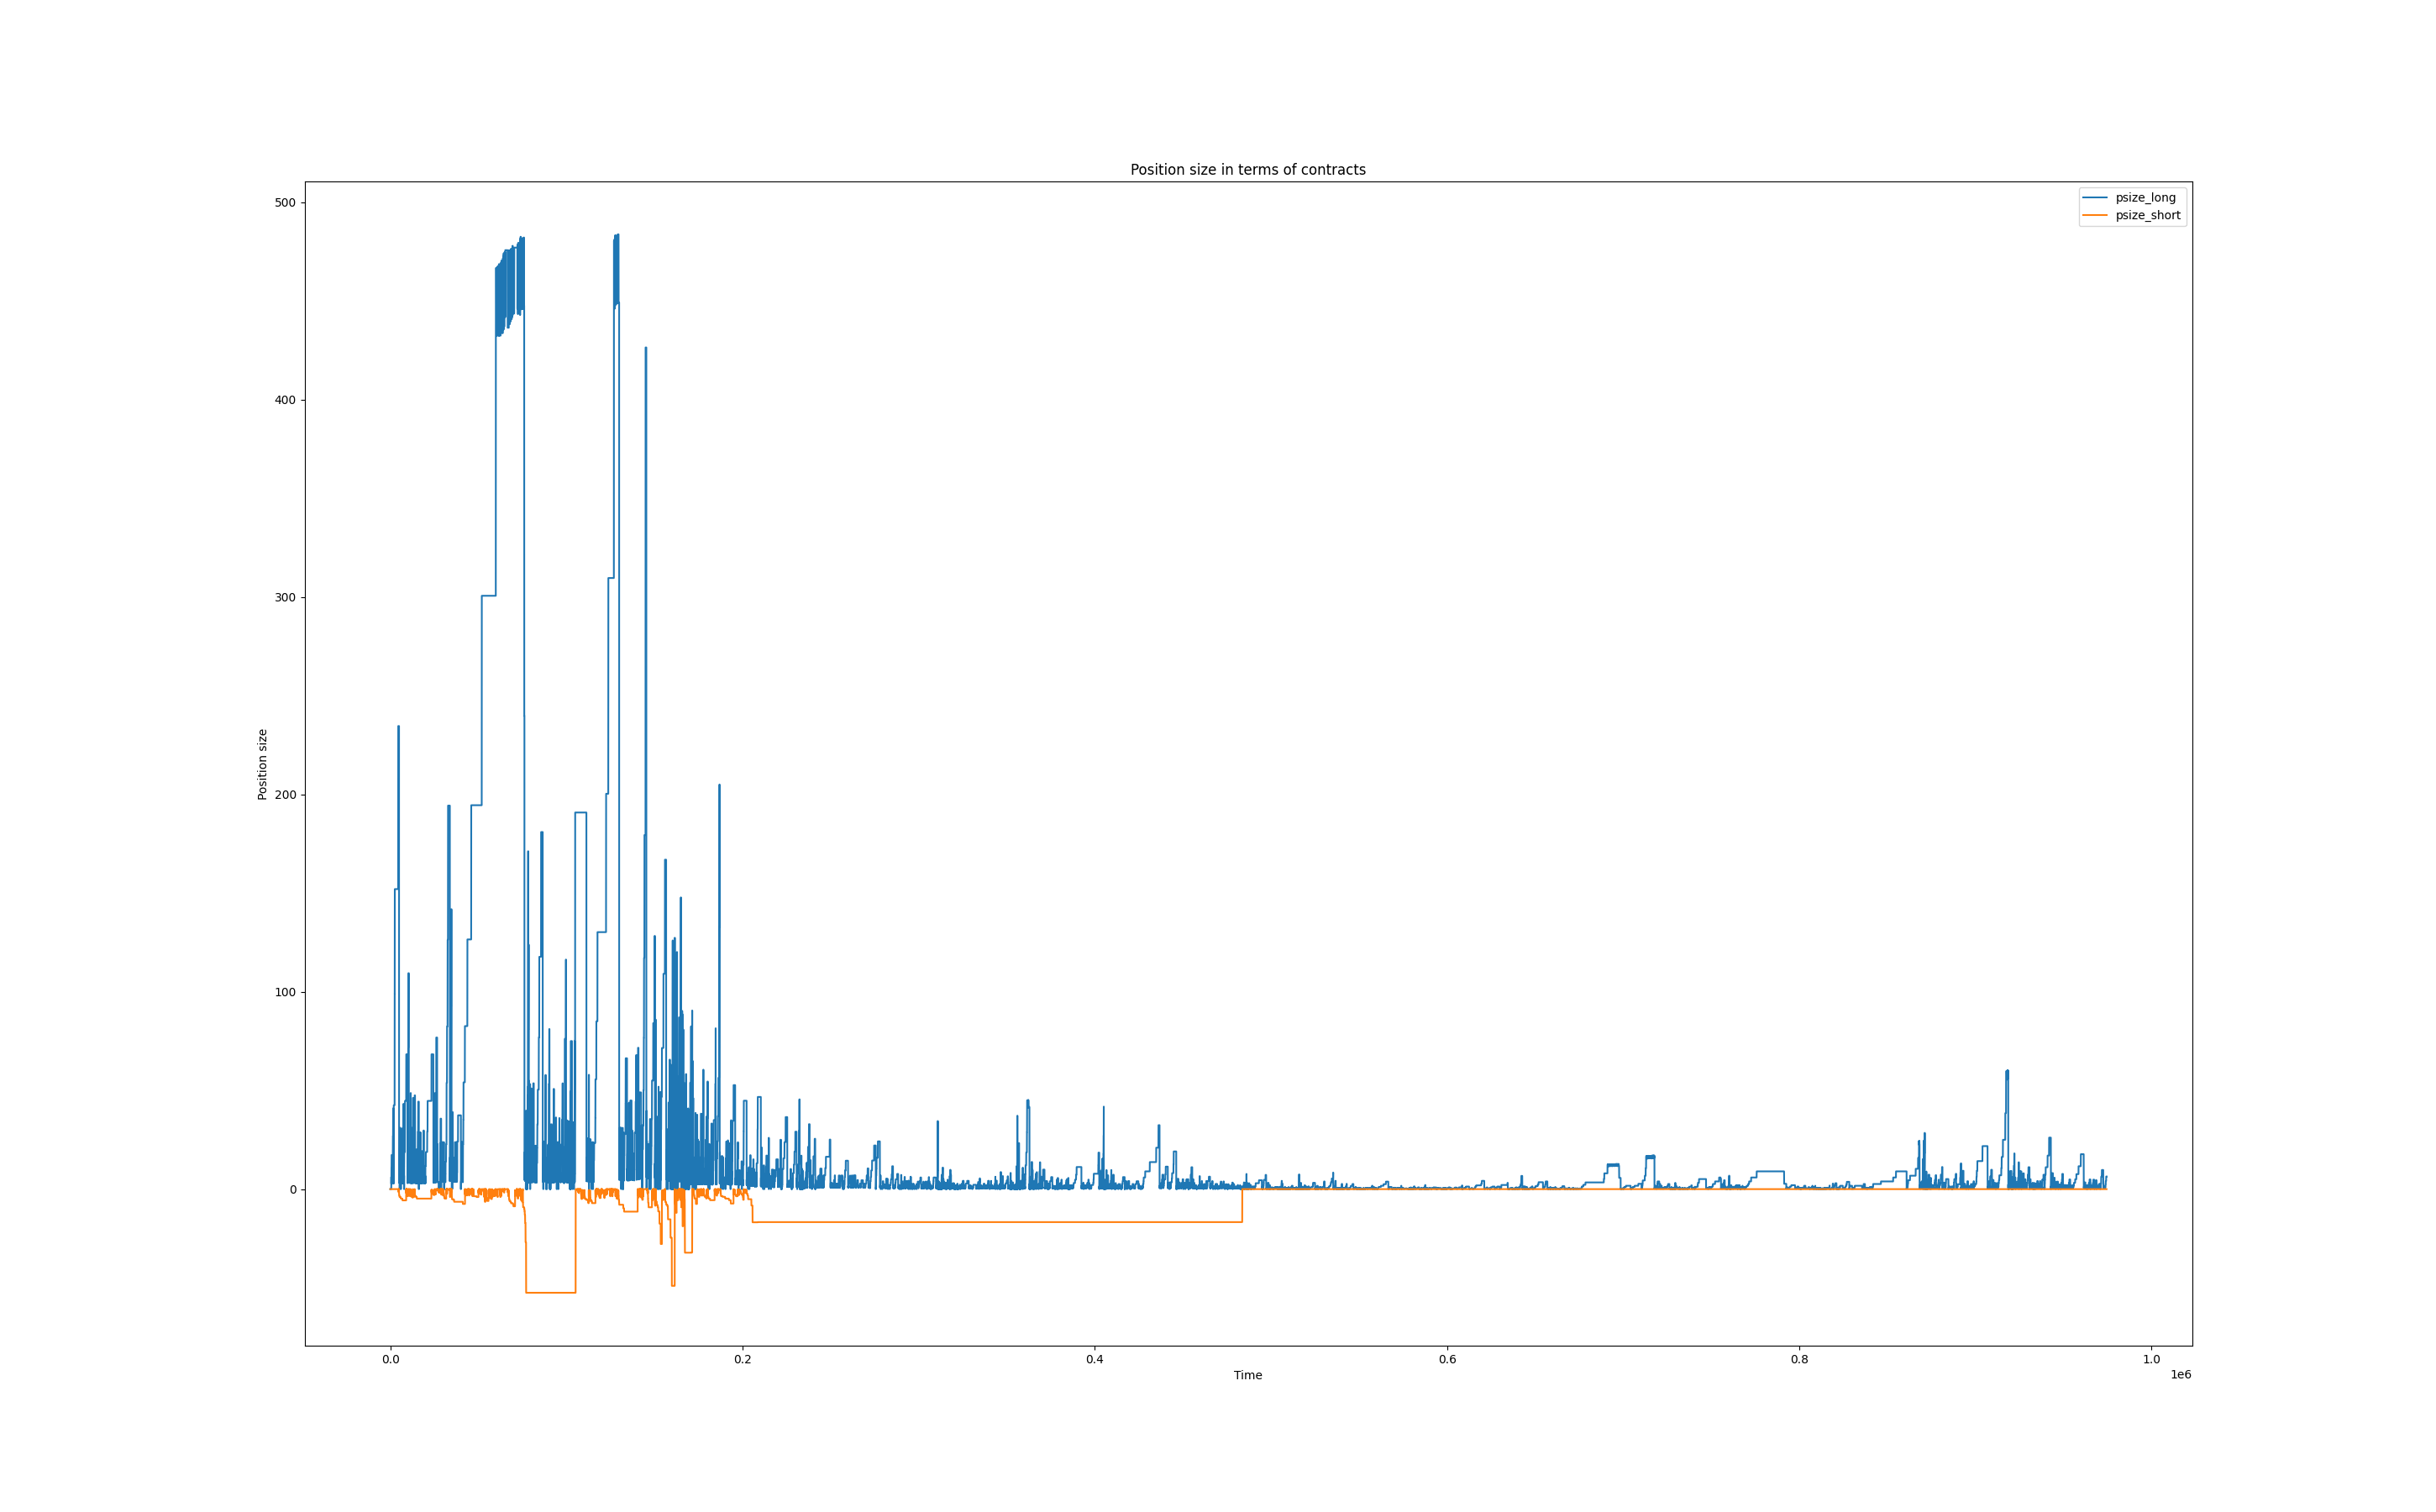 Position size in terms of contracts
psize_long
psize_short
500
400
300
200
100
0
Position size
0.0 0.2 0.4 0.6 0.8 1.0
1e6
Time